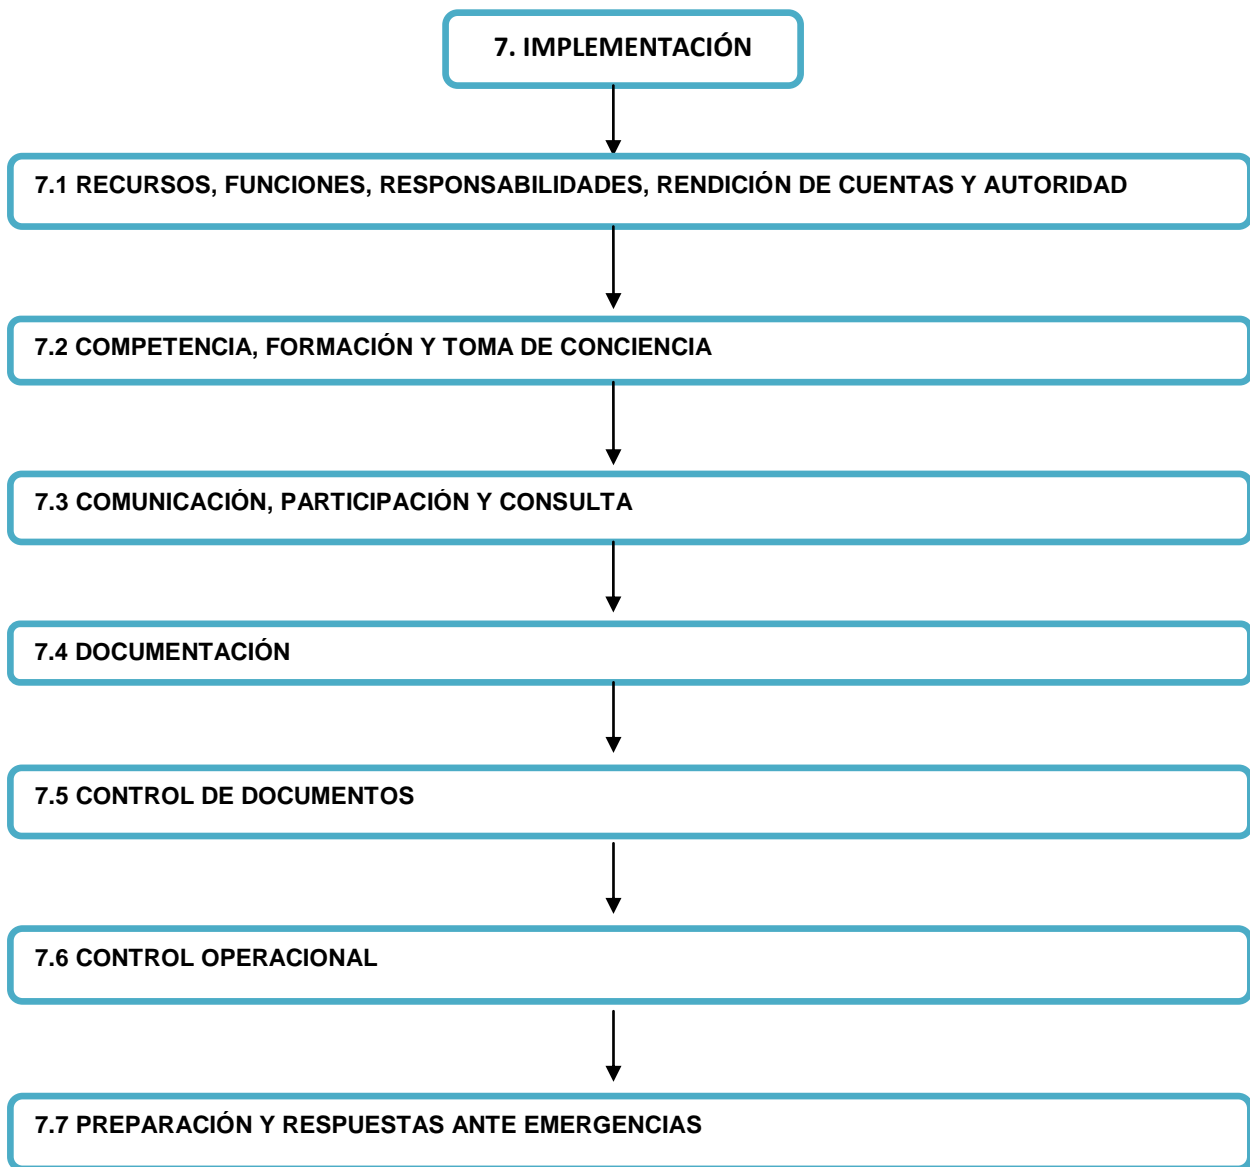 7. IMPLEMENTACIÓN
7.1 RECURSOS, FUNCIONES, RESPONSABILIDADES, RENDICIÓN DE CUENTAS Y AUTORIDAD
7.2 COMPETENCIA, FORMACIÓN Y TOMA DE CONCIENCIA
7.3 COMUNICACIÓN, PARTICIPACIÓN Y CONSULTA
7.4 DOCUMENTACIÓN
7.5 CONTROL DE DOCUMENTOS
7.6 CONTROL OPERACIONAL
7.7 PREPARACIÓN Y RESPUESTAS ANTE EMERGENCIAS